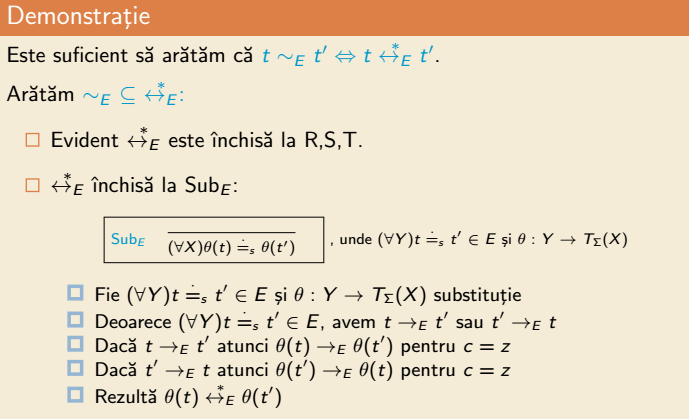 Demonstrație
Este suficient să arătăm că t ∼_E t′ ⇔ t ↔*_E t′.
Arătăm ∼_E ⊆ ↔*_E:
Evident ↔*_E este închisă la R,S,T.
↔*_E închisă la Sub_E:
Sub_E (∀X)θ(t) ≐_s θ(t′) , unde (∀Y)t ≐_s t′ ∈ E și θ : Y → T_Σ(X)
Fie (∀Y)t ≐_s t′ ∈ E și θ : Y → T_Σ(X) substituție
Deoarece (∀Y)t ≐_s t′ ∈ E, avem t →_E t′ sau t′ →_E t
Dacă t →_E t′ atunci θ(t) →_E θ(t′) pentru c = z
Dacă t′ →_E t atunci θ(t′) →_E θ(t) pentru c = z
Rezultă θ(t) ↔*_E θ(t′)